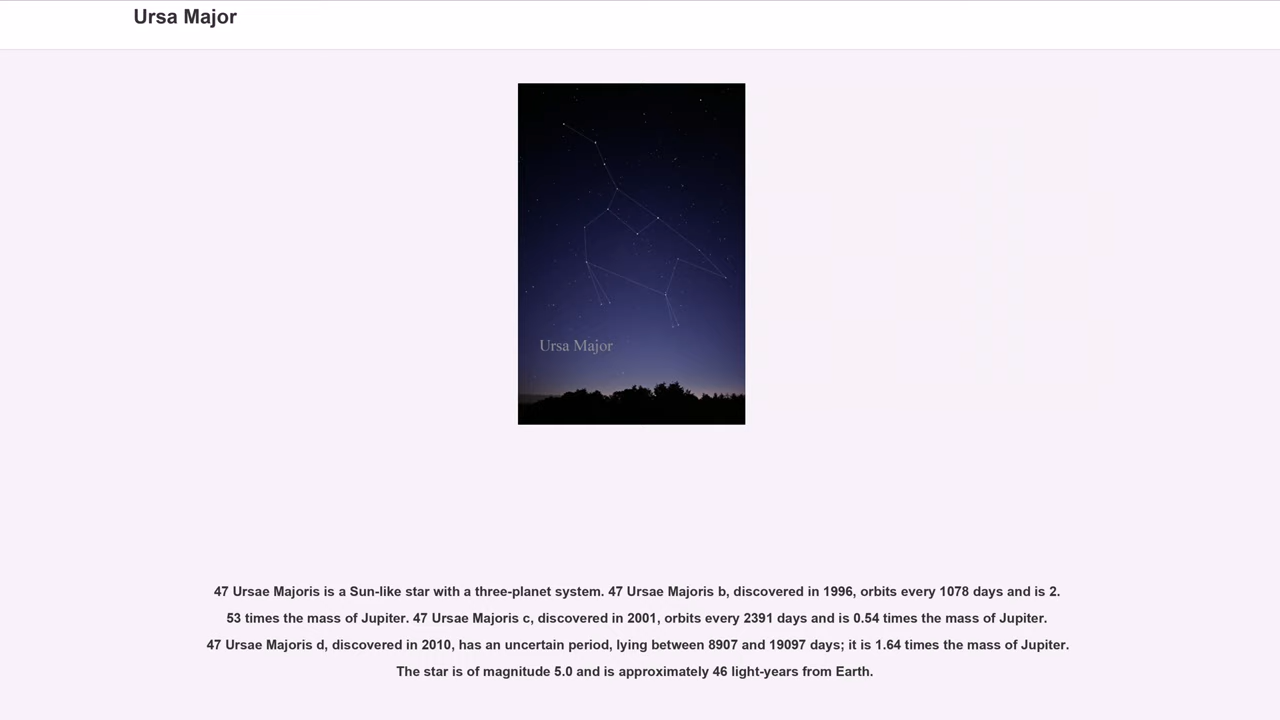 Ursa Major
Ursa Major
47 Ursae Majoris is a Sun-like star with a three-planet system. 47 Ursae Majoris b, discovered in 1996, orbits every 1078 days and is 2.
53 times the mass of Jupiter. 47 Ursae Majoris c, discovered in 2001, orbits every 2391 days and is 0.54 times the mass of Jupiter.
47 Ursae Majoris d, discovered in 2010, has an uncertain period, lying between 8907 and 19097 days; it is 1.64 times the mass of Jupiter.
The star is of magnitude 5.0 and is approximately 46 light-years from Earth.